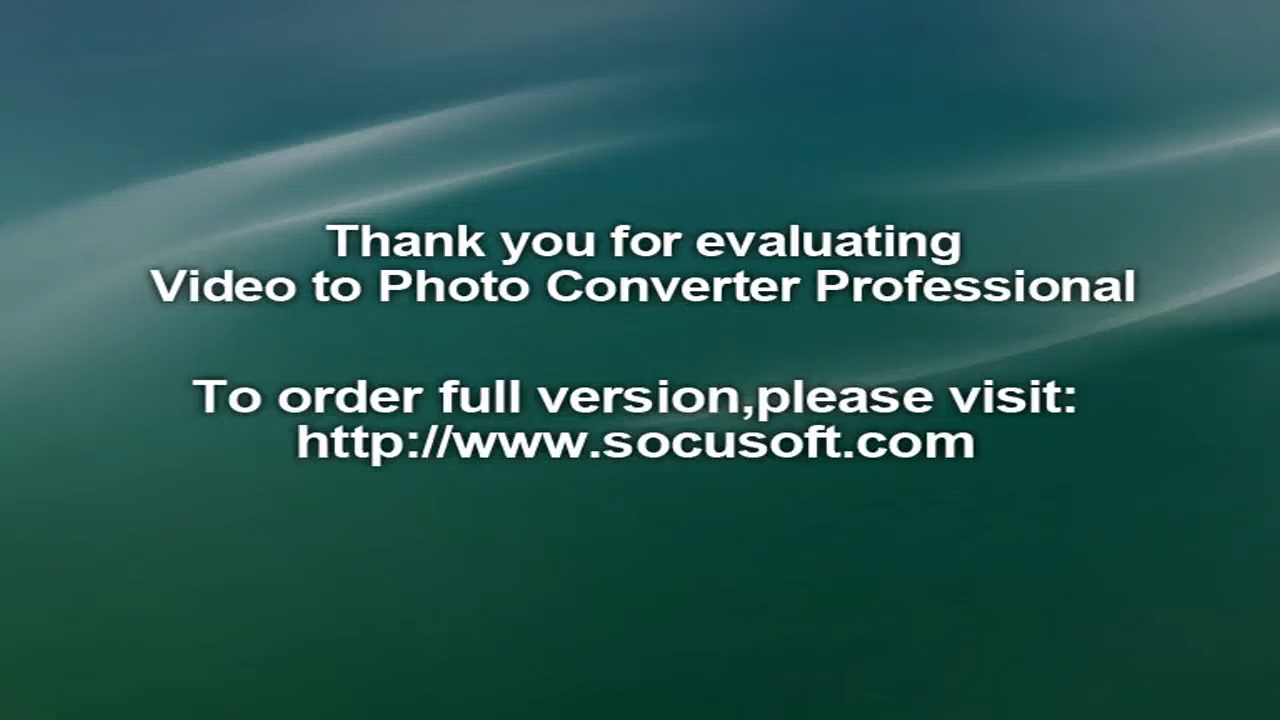 Thank you for evaluating
Video to Photo Converter Professional
To order full version,please visit:
http://www.socusoft.com